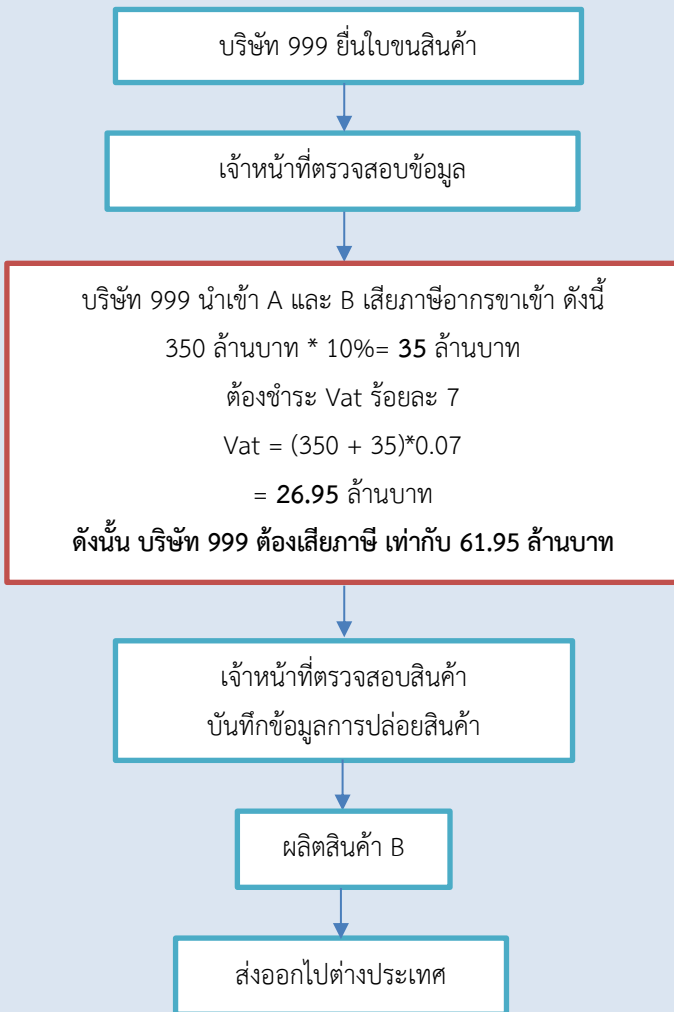 บริษัท 999 ยื่นใบขนสินค้า
เจ้าหน้าที่ตรวจสอบข้อมูล
บริษัท 999 นำเข้า A และ B เสียภาษีอากรขาเข้า ดังนี้
350 ล้านบาท * 10%= 35 ล้านบาท
ต้องชำระ Vat ร้อยละ 7
Vat = (350 + 35)*0.07
= 26.95 ล้านบาท
ดังนั้น บริษัท 999 ต้องเสียภาษี เท่ากับ 61.95 ล้านบาท
เจ้าหน้าที่ตรวจสอบสินค้า
บันทึกข้อมูลการปล่อยสินค้า
ผลิตสินค้า B
ส่งออกไปต่างประเทศ